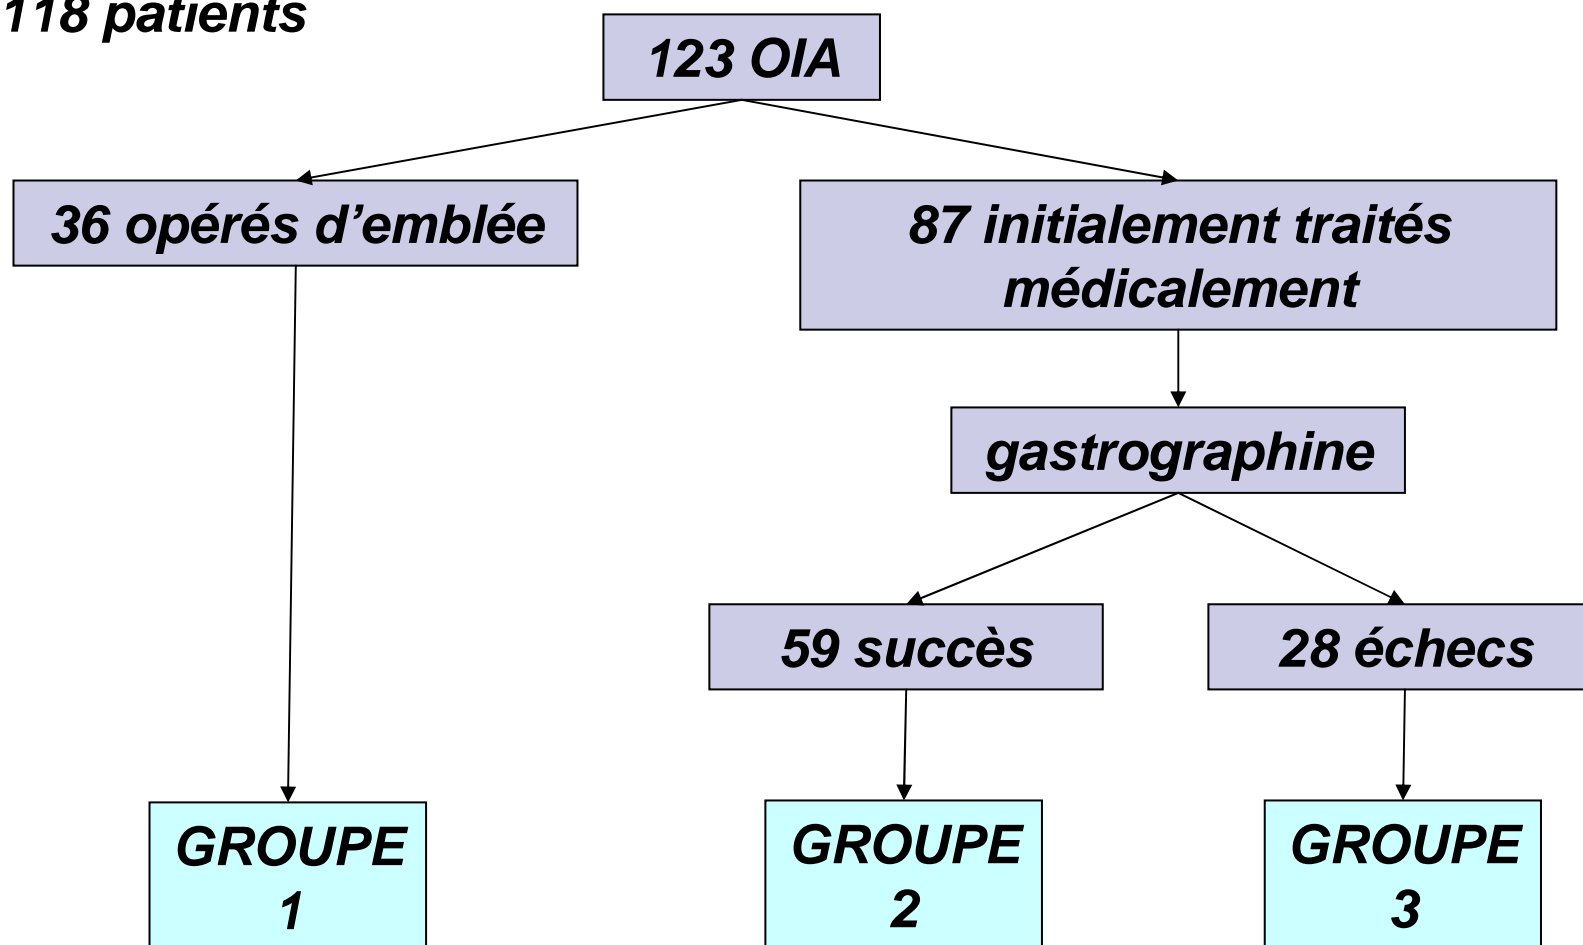 118 patients
123 OIA
36 opérés d’emblée
87 initialement traités
médicalement
gastrographine
59 succès
28 échecs
GROUPE
1
GROUPE
2
GROUPE
3